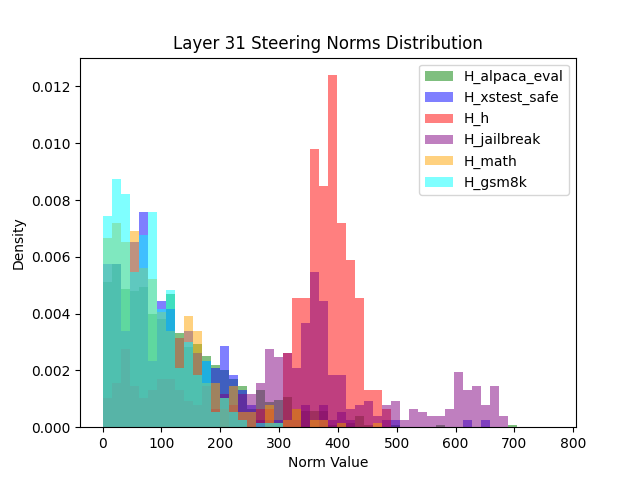 Layer 31 Steering Norms Distribution
H_alpaca_eval
H_xstest_safe
H_h
H_jailbreak
H_math
H_gsm8k
Density
0.012
0.010
0.008
0.006
0.004
0.002
0.000
0 100 200 300 400 500 600 700 800
Norm Value